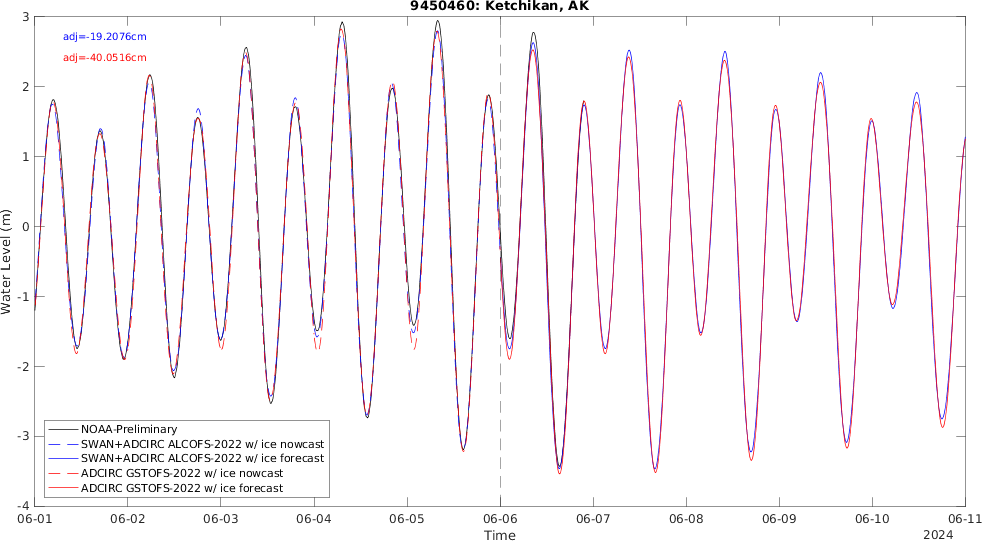 9450460: Ketchikan, AK
adj=-19.2076cm
adj=-40.0516cm
3
2
1
0
-1
-2
-3
-4
Water Level (m)
NOAA-Preliminary
SWAN+ADCIRC ALCOFS-2022 w/ ice nowcast
SWAN+ADCIRC ALCOFS-2022 w/ ice forecast
ADCIRC GSTOFS-2022 w/ ice nowcast
ADCIRC GSTOFS-2022 w/ ice forecast
06-01 06-02 06-03 06-04 06-05 06-06 06-07 06-08 06-09 06-10 06-11
Time
2024